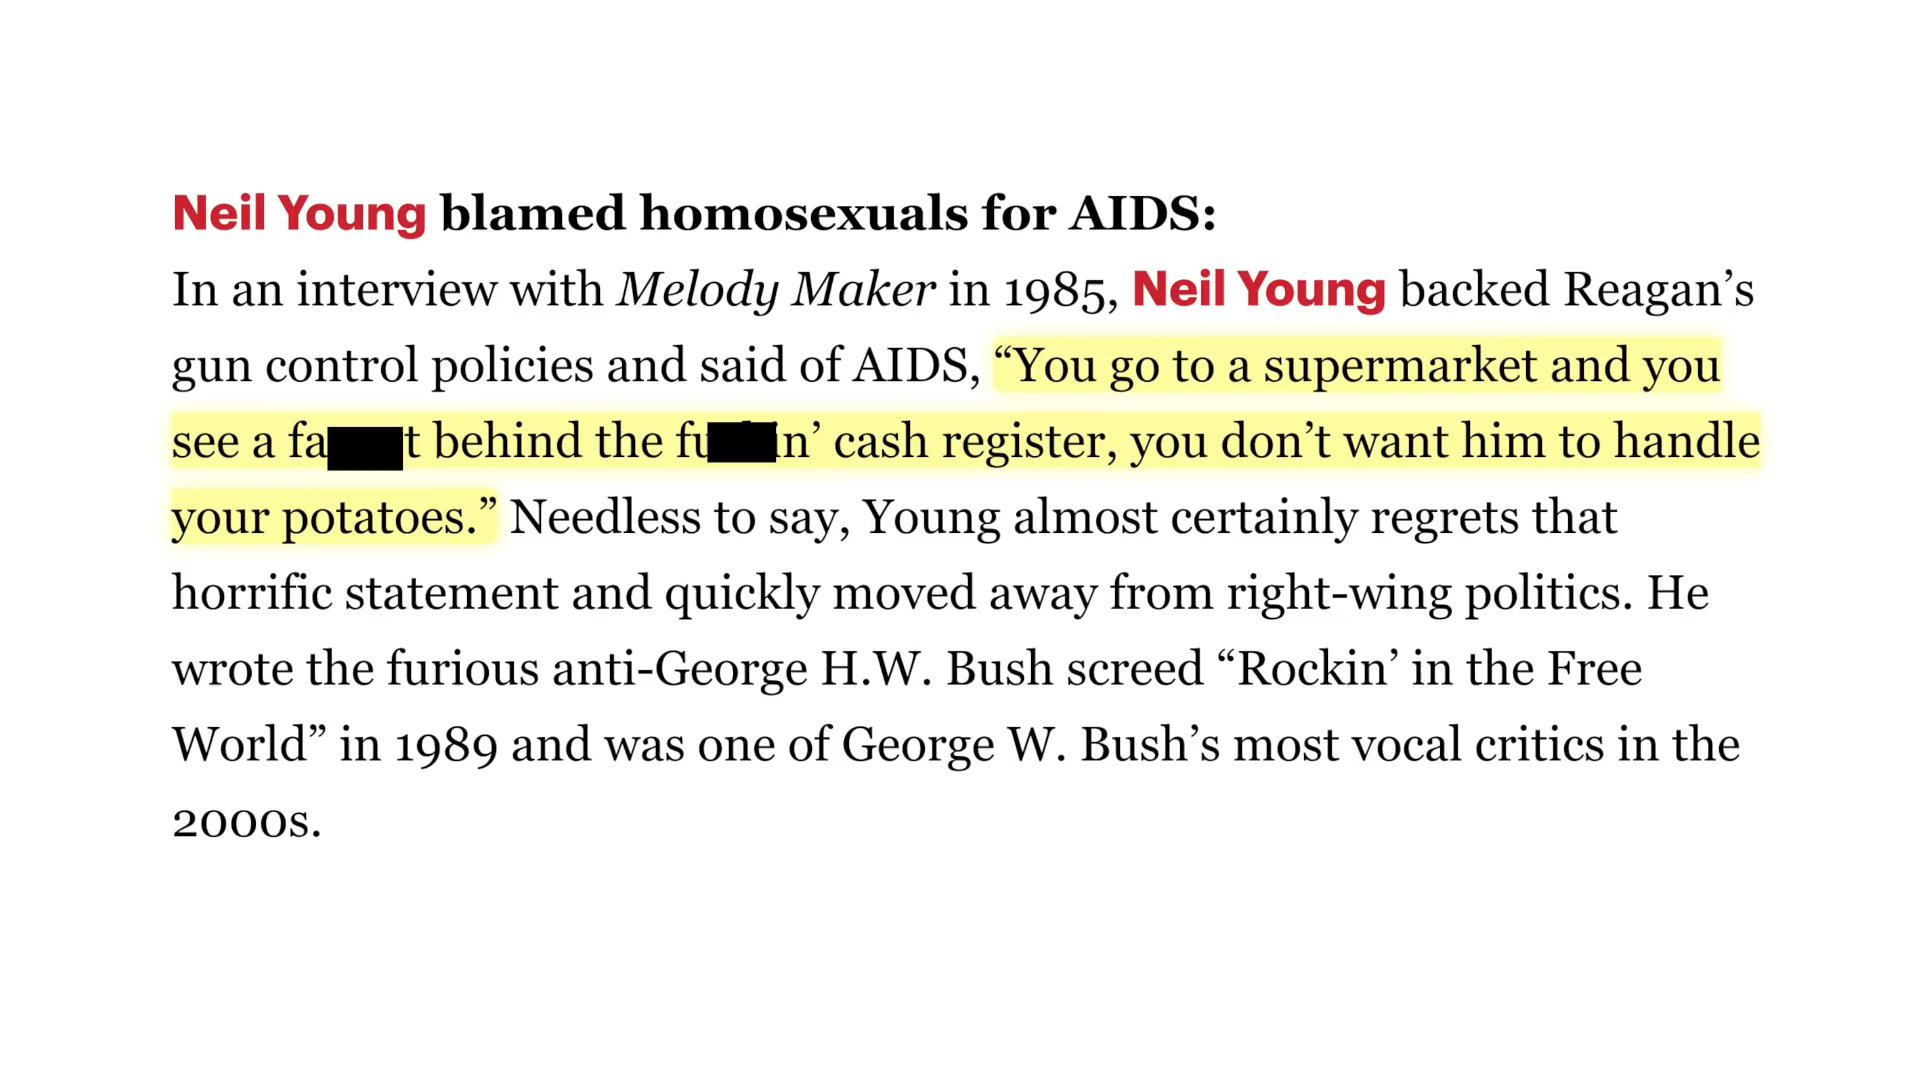 Neil Young blamed homosexuals for AIDS:
In an interview with Melody Maker in 1985, Neil Young backed Reagan’s
gun control policies and said of AIDS, “You go to a supermarket and you
see a fa t behind the fu in’ cash register, you don’t want him to handle
your potatoes.” Needless to say, Young almost certainly regrets that
horrific statement and quickly moved away from right-wing politics. He
wrote the furious anti-George H.W. Bush screed “Rockin’ in the Free
World” in 1989 and was one of George W. Bush’s most vocal critics in the
2000s.